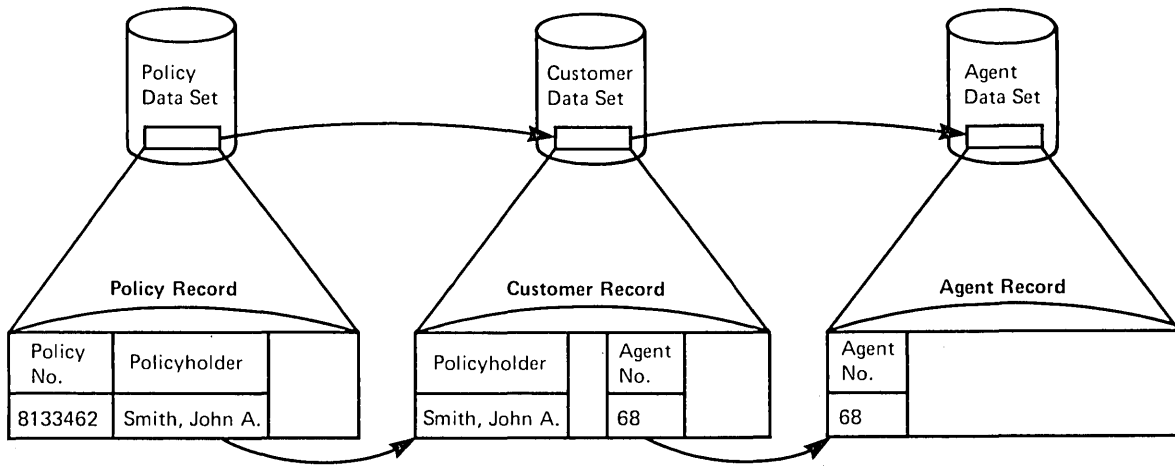 Policy
Data Set
Customer
Data Set
Agent
Data Set
Policy Record
Customer Record
Agent Record
Policy
No.
Policyholder
8133462
Smith, John A.
Policyholder
Agent
No.
Smith, John A.
68
Agent
No.
68